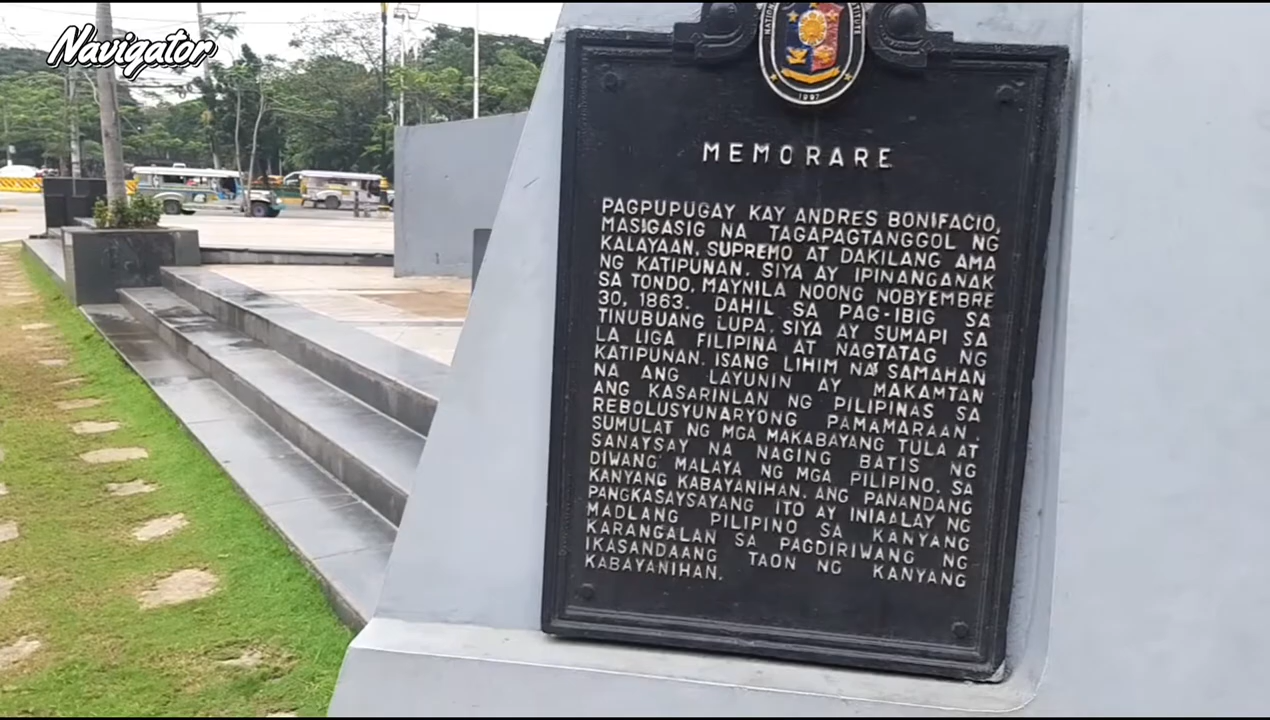 Navigator
NATIONAL
INSTITUTE
1997
MEMORARE
PAGPUPUGAY KAY ANDRES BONIFACIO,
MASIGASIG NA TAGAPAGTANGGOL NG
KALAYAAN, SUPREMO AT DAKILANG AMA
NG KATIPUNAN. SIYA AY IPINANGANAK
SA TONDO, MAYNILA NOONG NOBYEMBRE
30, 1863. DAHIL SA PAG-IBIG SA
TINUBUANG LUPA, SIYA AY SUMAPI SA
LA LIGA FILIPINA AT NAGTATAG NG
KATIPUNAN, ISANG LIHIM NA SAMAHAN
NA ANG LAYUNIN AY MAKAMTAN
ANG KASARINLAN NG PILIPINAS SA
REBOLUSYUNARYONG PAMAMARAAN.
SUMULAT NG MGA MAKABAYANG TULA AT
SANAYSAY NA NAGING BATIS NG
DIWANG MALAYA NG MGA PILIPINO. SA
KANYANG KABAYANIHAN, ANG PANANDANG
PANGKASAYSAYANG ITO AY INIAALAY NG
MADLANG PILIPINO SA KANYANG
KARANGALAN SA PAGDIRIWANG NG
IKASANDAANG TAON NG KANYANG
KABAYANIHAN.